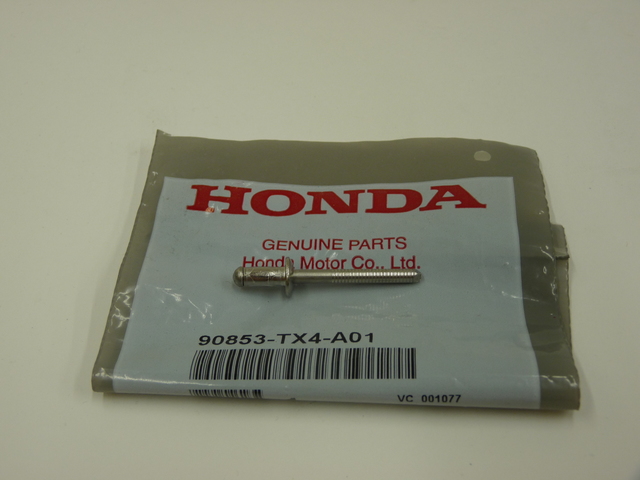 HONDA
GENUINE PARTS
Honda Motor Co., Ltd.
90853-TX4-A01
VC 001077